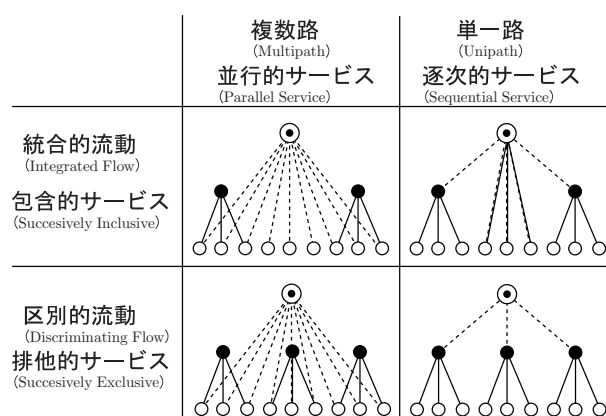 複数路
(Multipath)
並行的サービス
(Parallel Service)
単一路
(Unipath)
逐次的サービス
(Sequential Service)
統合的流動
(Integrated Flow)
包含的サービス
(Succesively Inclusive)
区別的流動
(Discriminating Flow)
排他的サービス
(Succesively Exclusive)